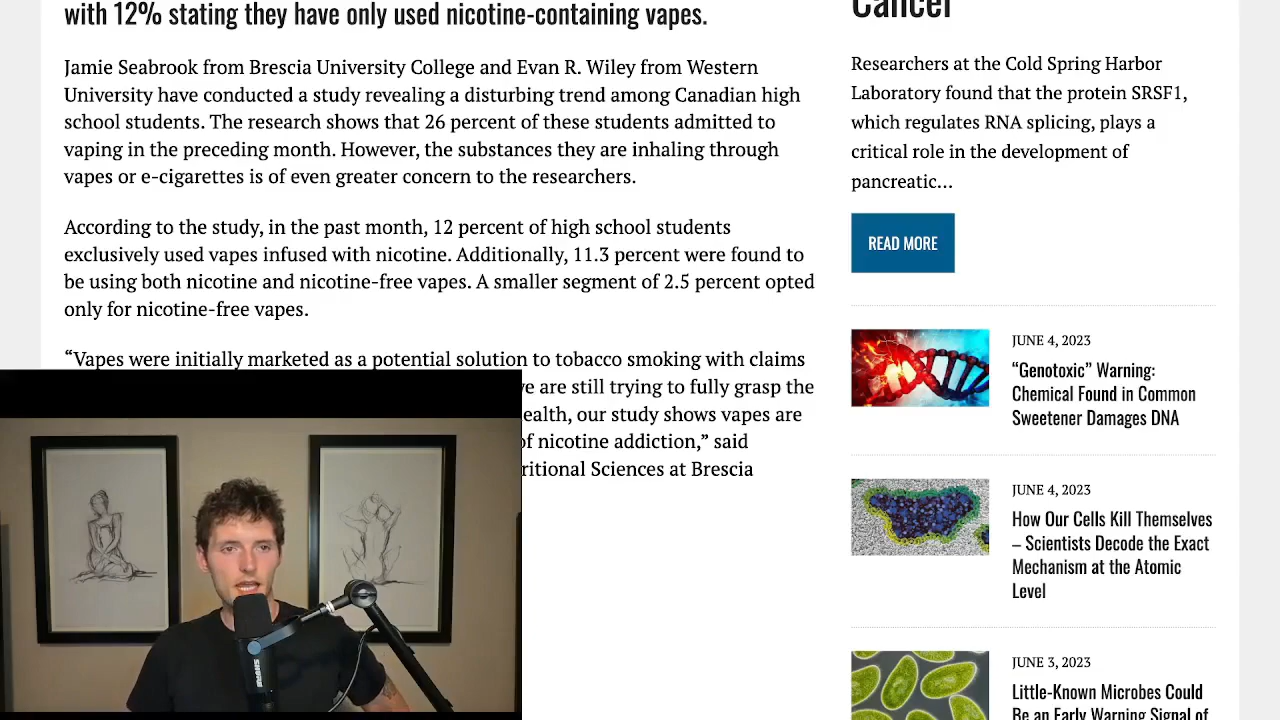 with 12% stating they have only used nicotine-containing vapes.
Jamie Seabrook from Brescia University College and Evan R. Wiley from Western
University have conducted a study revealing a disturbing trend among Canadian high
school students. The research shows that 26 percent of these students admitted to
vaping in the preceding month. However, the substances they are inhaling through
vapes or e-cigarettes is of even greater concern to the researchers.
According to the study, in the past month, 12 percent of high school students
exclusively used vapes infused with nicotine. Additionally, 11.3 percent were found to
be using both nicotine and nicotine-free vapes. A smaller segment of 2.5 percent opted
only for nicotine-free vapes.
“Vapes were initially marketed as a potential solution to tobacco smoking with claims
we are still trying to fully grasp the
health, our study shows vapes are
of nicotine addiction,” said
ritional Sciences at Brescia
SHURE
Cancer
Researchers at the Cold Spring Harbor
Laboratory found that the protein SRSF1,
which regulates RNA splicing, plays a
critical role in the development of
pancreatic...
READ MORE
JUNE 4, 2023
“Genotoxic” Warning:
Chemical Found in Common
Sweetener Damages DNA
JUNE 4, 2023
How Our Cells Kill Themselves
– Scientists Decode the Exact
Mechanism at the Atomic
Level
JUNE 3, 2023
Little-Known Microbes Could
Be an Early Warning Signal of